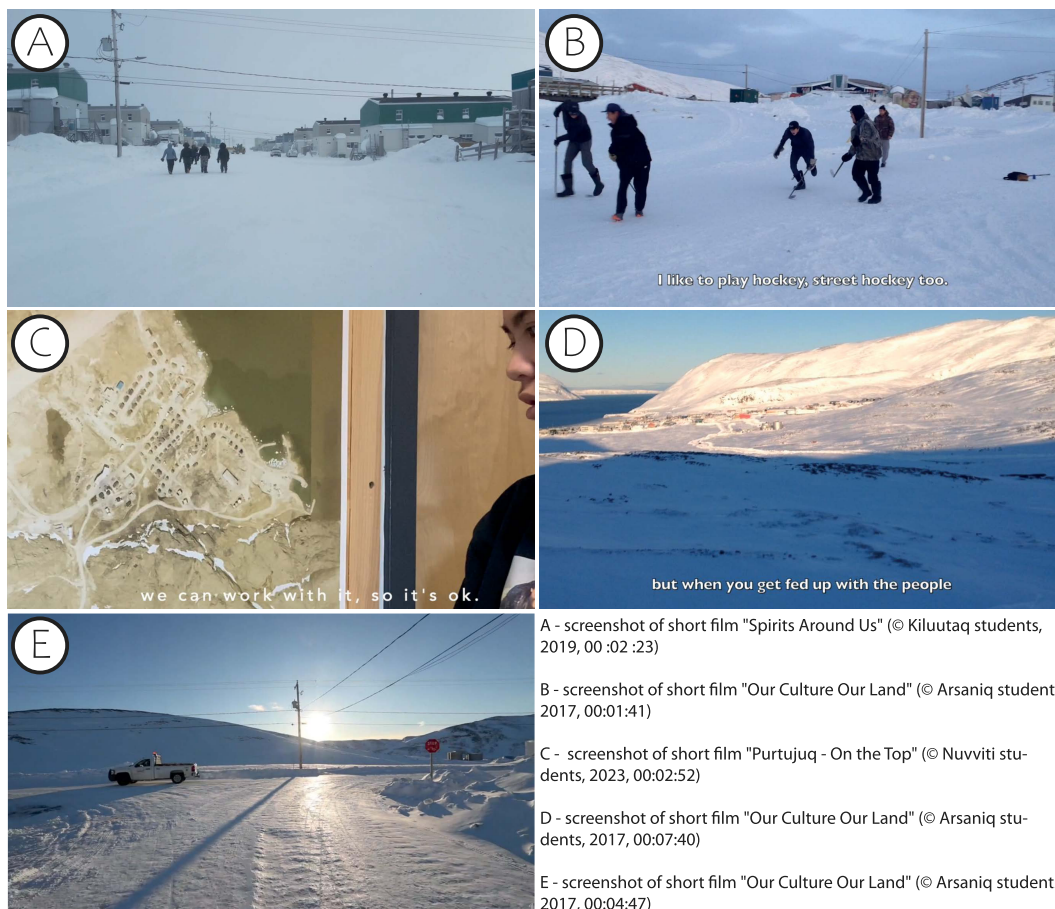 A
B
I like to play hockey, street hockey too.
C
we can work with it, so it's ok.
D
but when you get fed up with the people
E
A - screenshot of short film "Spirits Around Us" (© Kiluutaq students,
2019, 00 :02 :23)
B - screenshot of short film "Our Culture Our Land" (© Arsaniq student
2017, 00:01:41)
C -  screenshot of short film "Purtujuq - On the Top" (© Nuvviti stu-
dents, 2023, 00:02:52)
D - screenshot of short film "Our Culture Our Land" (© Arsaniq stu-
dents, 2017, 00:07:40)
E - screenshot of short film "Our Culture Our Land" (© Arsaniq student
2017, 00:04:47)